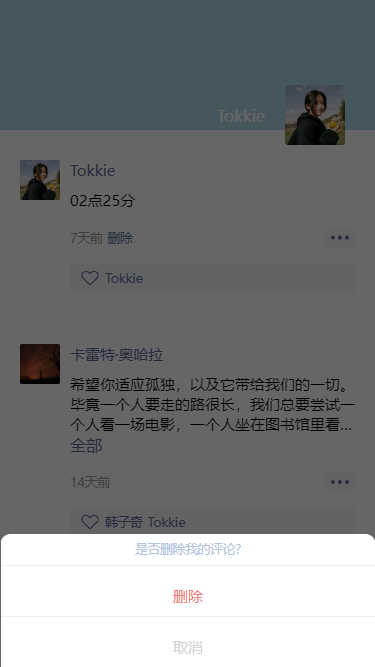 Tokkie
Tokkie
02点25分
7天前 删除
Tokkie
卡雷特·奥哈拉
希望你适应孤独，以及它带给我们的一切。
毕竟一个人要走的路很长，我们总要尝试一
个人看一场电影，一个人坐在图书馆里看...
全部
14天前
韩子奇 Tokkie
是否删除我的评论?
删除
取消